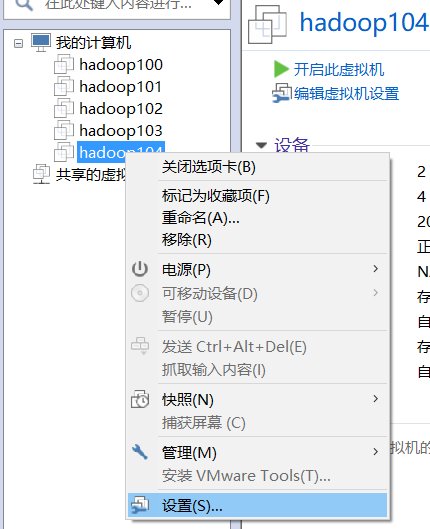 在此处键入内容进行...
我的计算机
hadoop100
hadoop101
hadoop102
hadoop103
hadoop104
共享的虚拟
hadoop104
开启此虚拟机
编辑虚拟机设置
设备
2
4
20
正
N
存
自
存
自
拟机的
关闭选项卡(B)
标记为收藏项(F)
重命名(A)...
移除(R)
电源(P)
可移动设备(D)
暂停(U)
发送 Ctrl+Alt+Del(E)
抓取输入内容(I)
快照(N)
捕获屏幕 (C)
管理(M)
安装 VMware Tools(T)...
设置(S)...